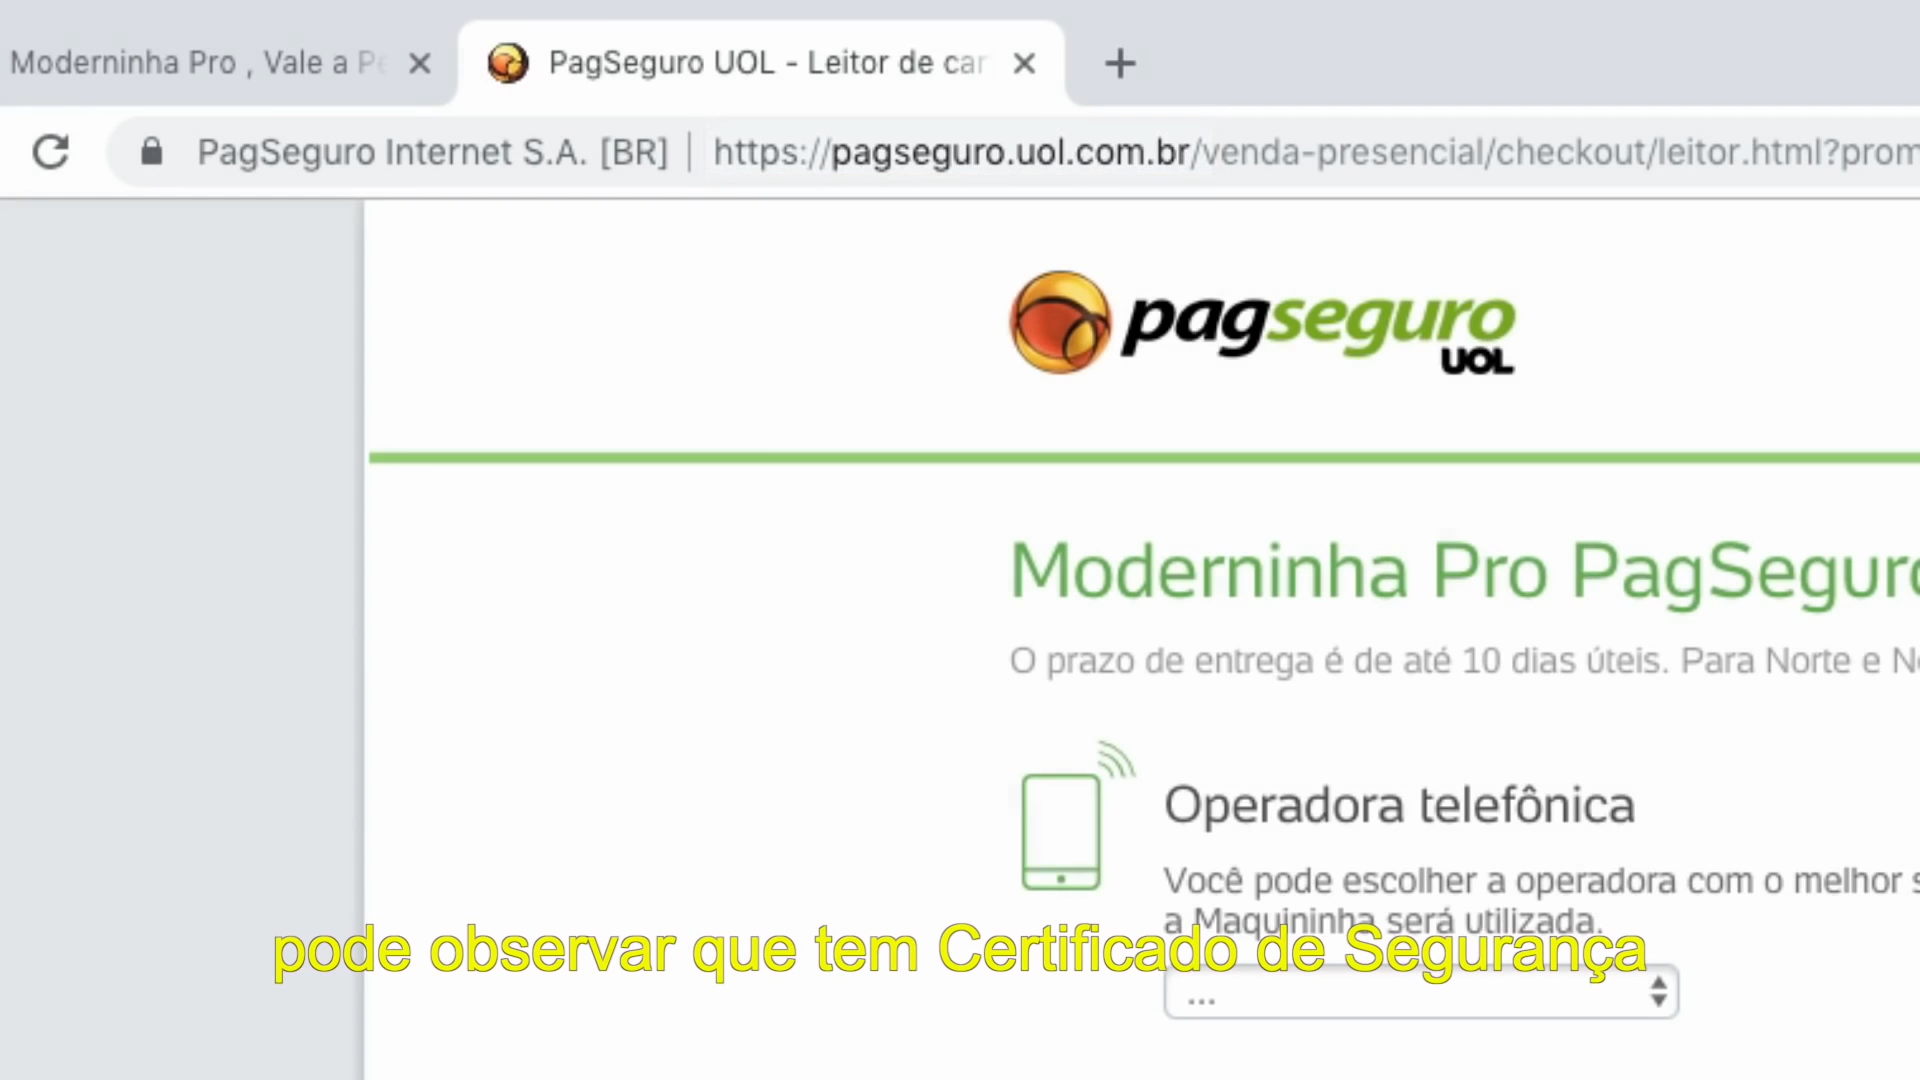 Moderninha Pro , Vale a
PagSeguro UOL - Leitor de car
PagSeguro Internet S.A. [BR] | https://pagseguro.uol.com.br/venda-presencial/checkout/leitor.html?prom
pagseguro
UOL
Moderninha Pro PagSeguro
O prazo de entrega é de até 10 dias úteis. Para Norte e
Operadora telefônica
Você pode escolher a operadora com o melhor
a Maquininha será utilizada.
pode observar que tem Certificado de Segurança
...